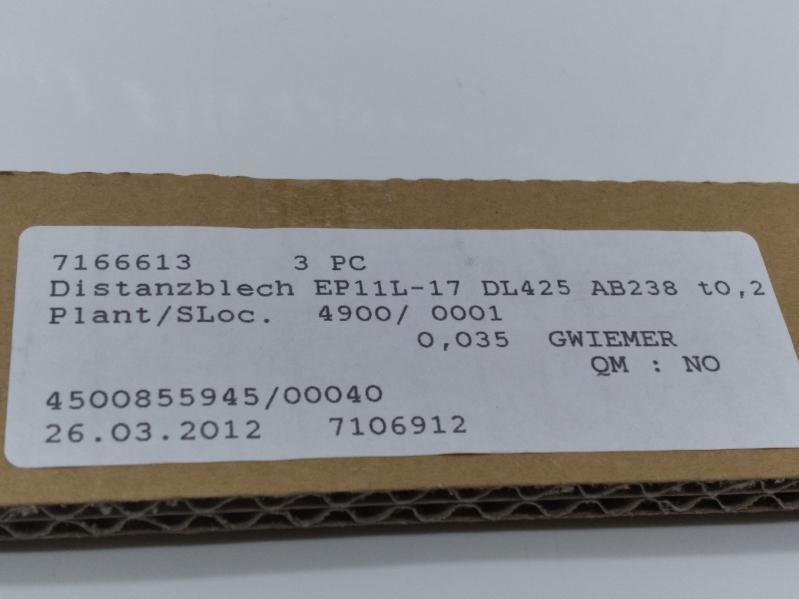 7166613 3 PC
Distanzblech EP11L-17 DL425 AB238 t0,2
Plant/SLoc. 4900/ 0001
0,035 GWIEMER
QM : NO
4500855945/00040
26.03.2012 7106912